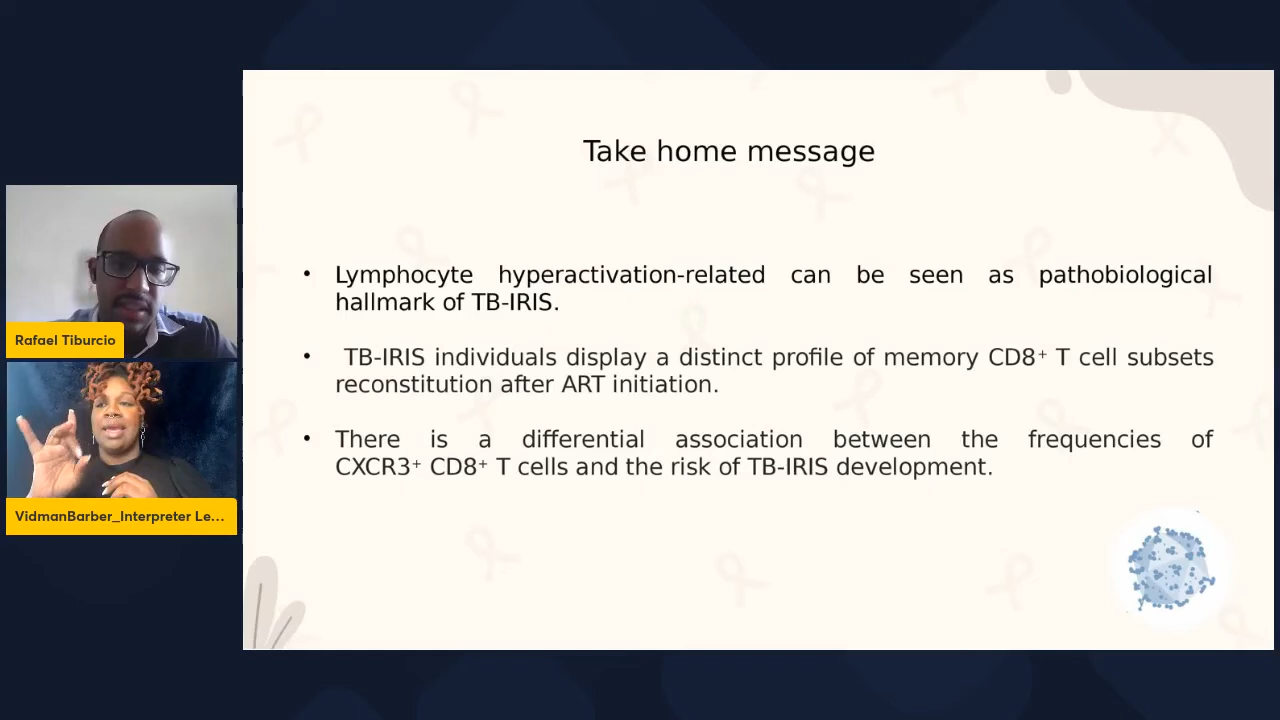 Take home message
• Lymphocyte hyperactivation-related can be seen as pathobiological
hallmark of TB-IRIS.
• TB-IRIS individuals display a distinct profile of memory CD8⁺ T cell subsets
reconstitution after ART initiation.
• There is a differential association between the frequencies of
CXCR3⁺ CD8⁺ T cells and the risk of TB-IRIS development.
Rafael Tiburcio
VidmanBarber_Interpreter Le...